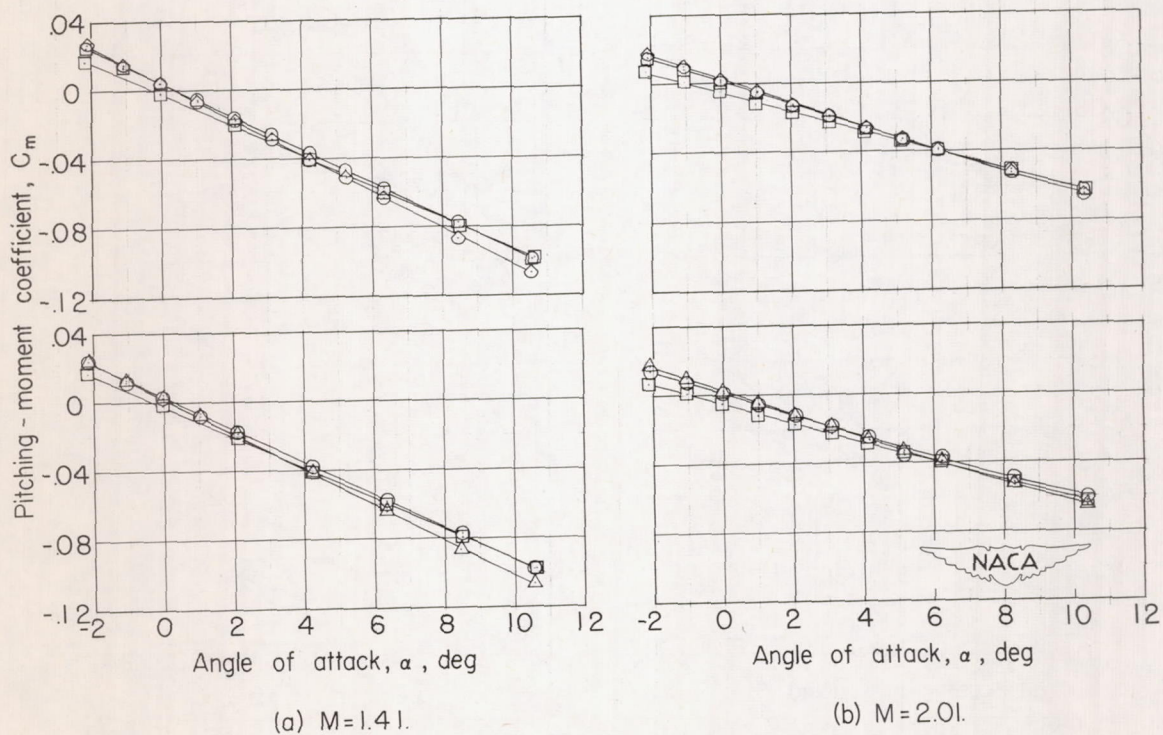 .04
0
-.04
-.08
-.12
Pitching-moment coefficient, Cm
.04
0
-.04
-.08
-.12
-2 0 2 4 6 8 10 12
Angle of attack, α, deg
(a) M=1.41.
NACA
-2 0 2 4 6 8 10 12
Angle of attack, α, deg
(b) M=2.01.